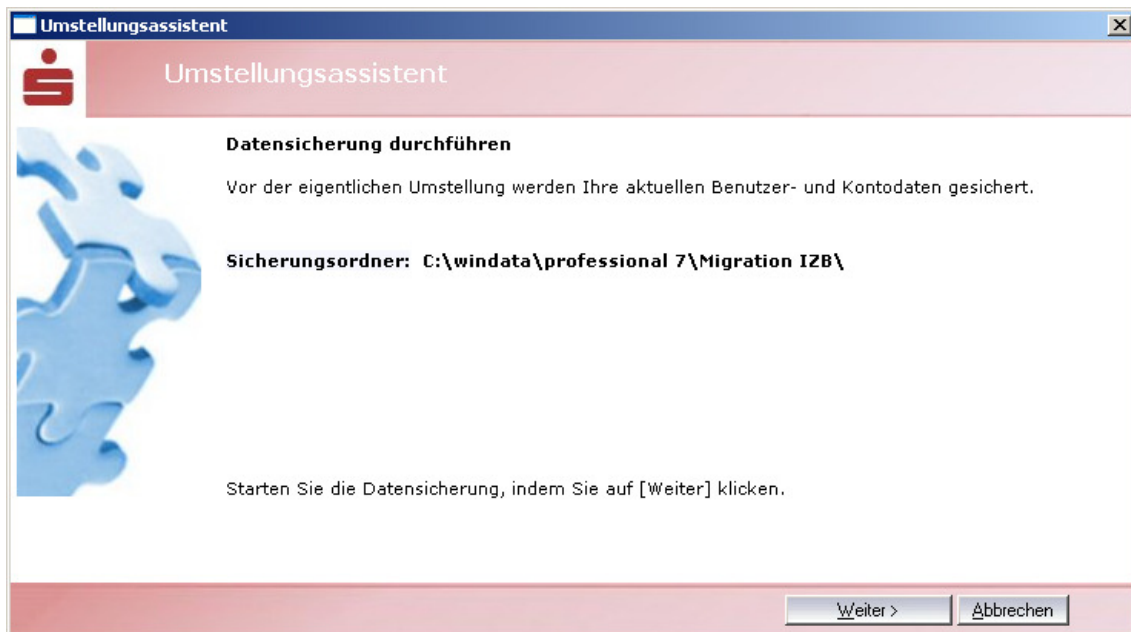 Umstellungsassistent
Umstellungsassistent
Datensicherung durchführen
Vor der eigentlichen Umstellung werden Ihre aktuellen Benutzer- und Kontodaten gesichert.
Sicherungsordner: C:\windata\professional 7\Migration IZB\
Starten Sie die Datensicherung, indem Sie auf [Weiter] klicken.
Weiter > Abbrechen